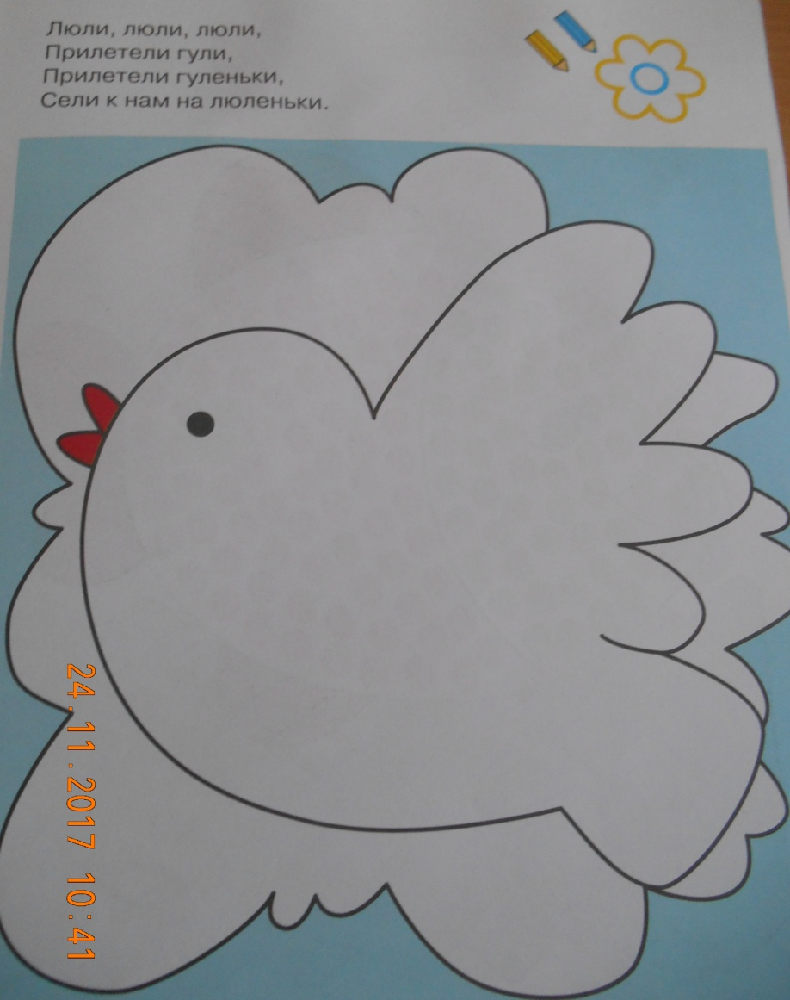 Люли, люли, люли,
Прилетели гули,
Прилетели гуленьки,
Сели к нам на люленьки.
24.11.2017 10:41